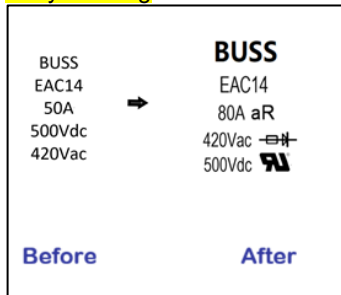 BUSS
EAC14
50A
500Vdc
420Vac
BUSS
EAC14
80A aR
420Vac
500Vdc
Before
After